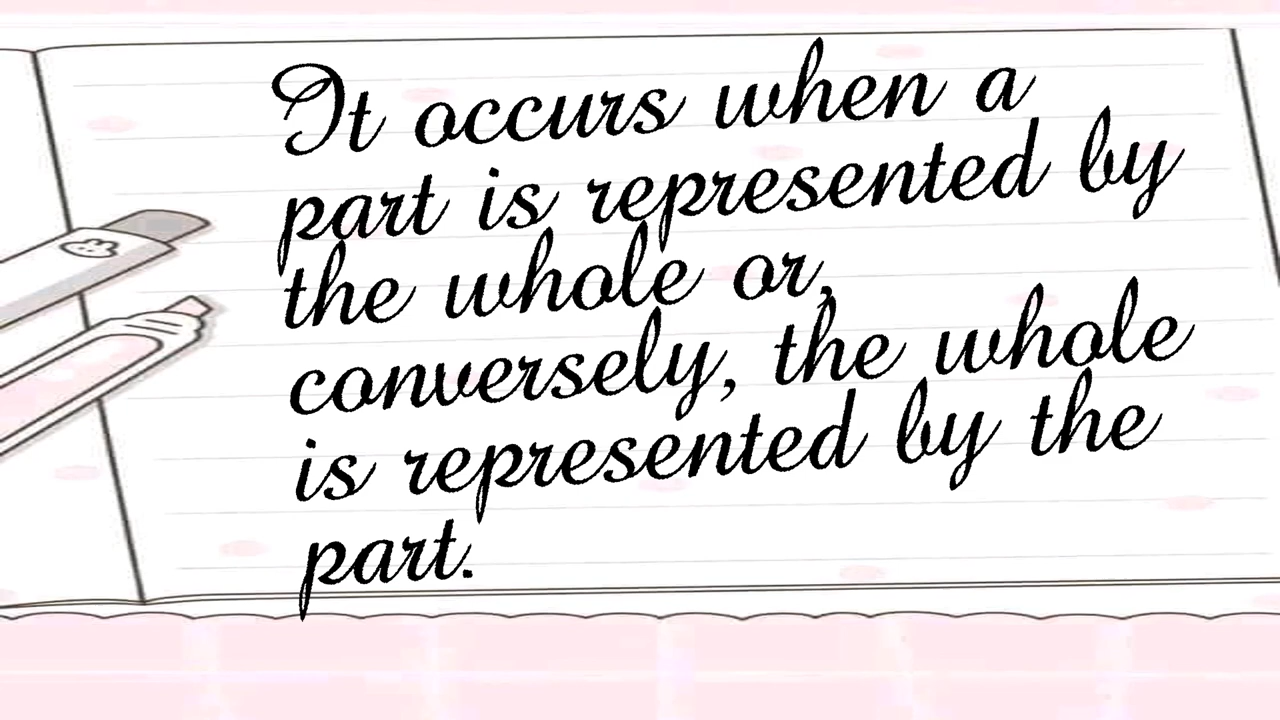 It occurs when a
part is represented by
the whole or,
conversely, the whole
is represented by the
part.